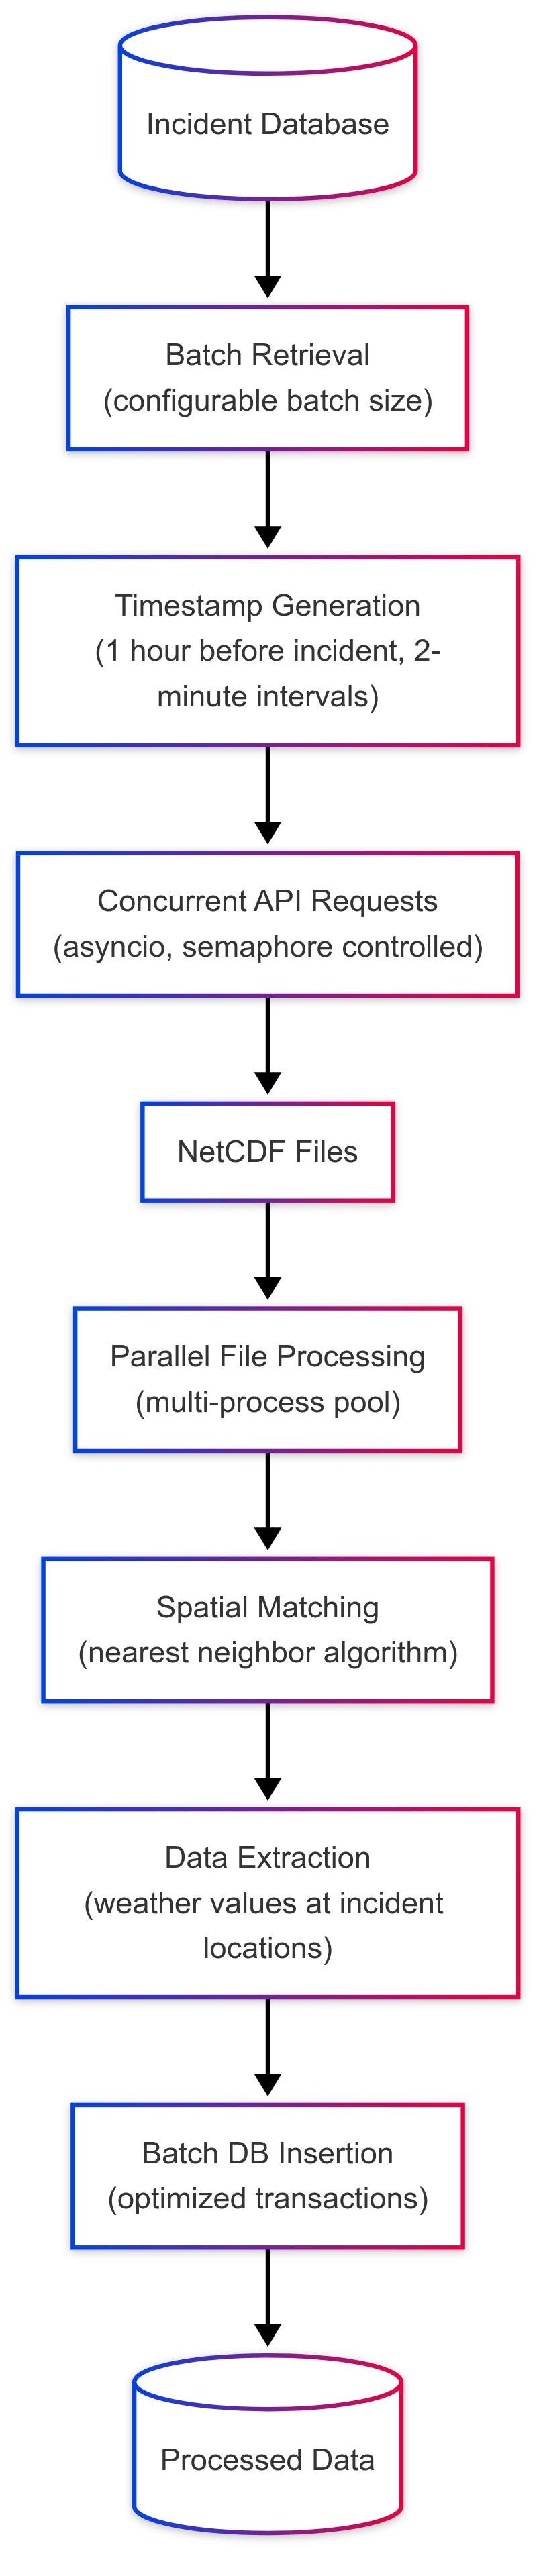 Incident Database
Batch Retrieval
(configurable batch size)
Timestamp Generation
(1 hour before incident, 2-
minute intervals)
Concurrent API Requests
(asyncio, semaphore controlled)
NetCDF Files
Parallel File Processing
(multi-process pool)
Spatial Matching
(nearest neighbor algorithm)
Data Extraction
(weather values at incident
locations)
Batch DB Insertion
(optimized transactions)
Processed Data